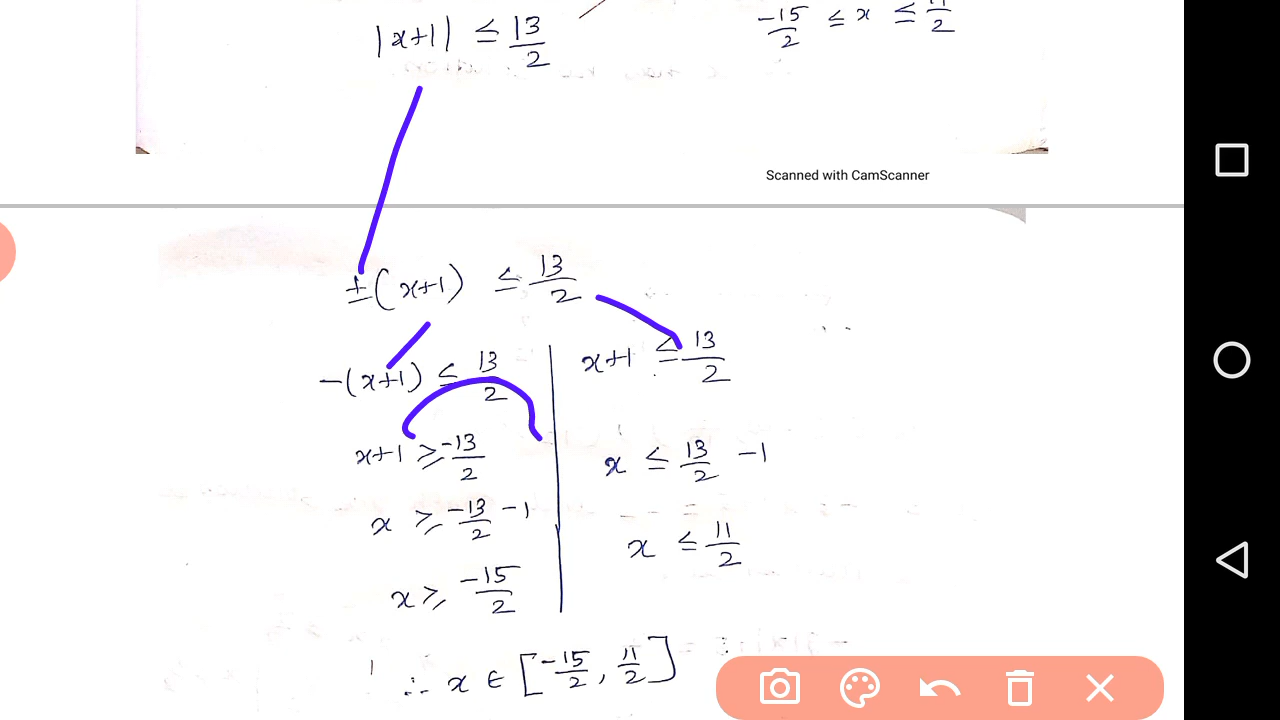 |x+1| ≤ 13/2
-15/2 ≤ x ≤ 11/2
Scanned with CamScanner
±(x+1) ≤ 13/2
-(x+1) ≤ 13/2
x+1 ≥ -13/2
x ≥ -13/2 -1
x ≥ -15/2
x+1 ≤ 13/2
x ≤ 13/2 -1
x ≤ 11/2
∴ x ∈ [-15/2, 11/2]